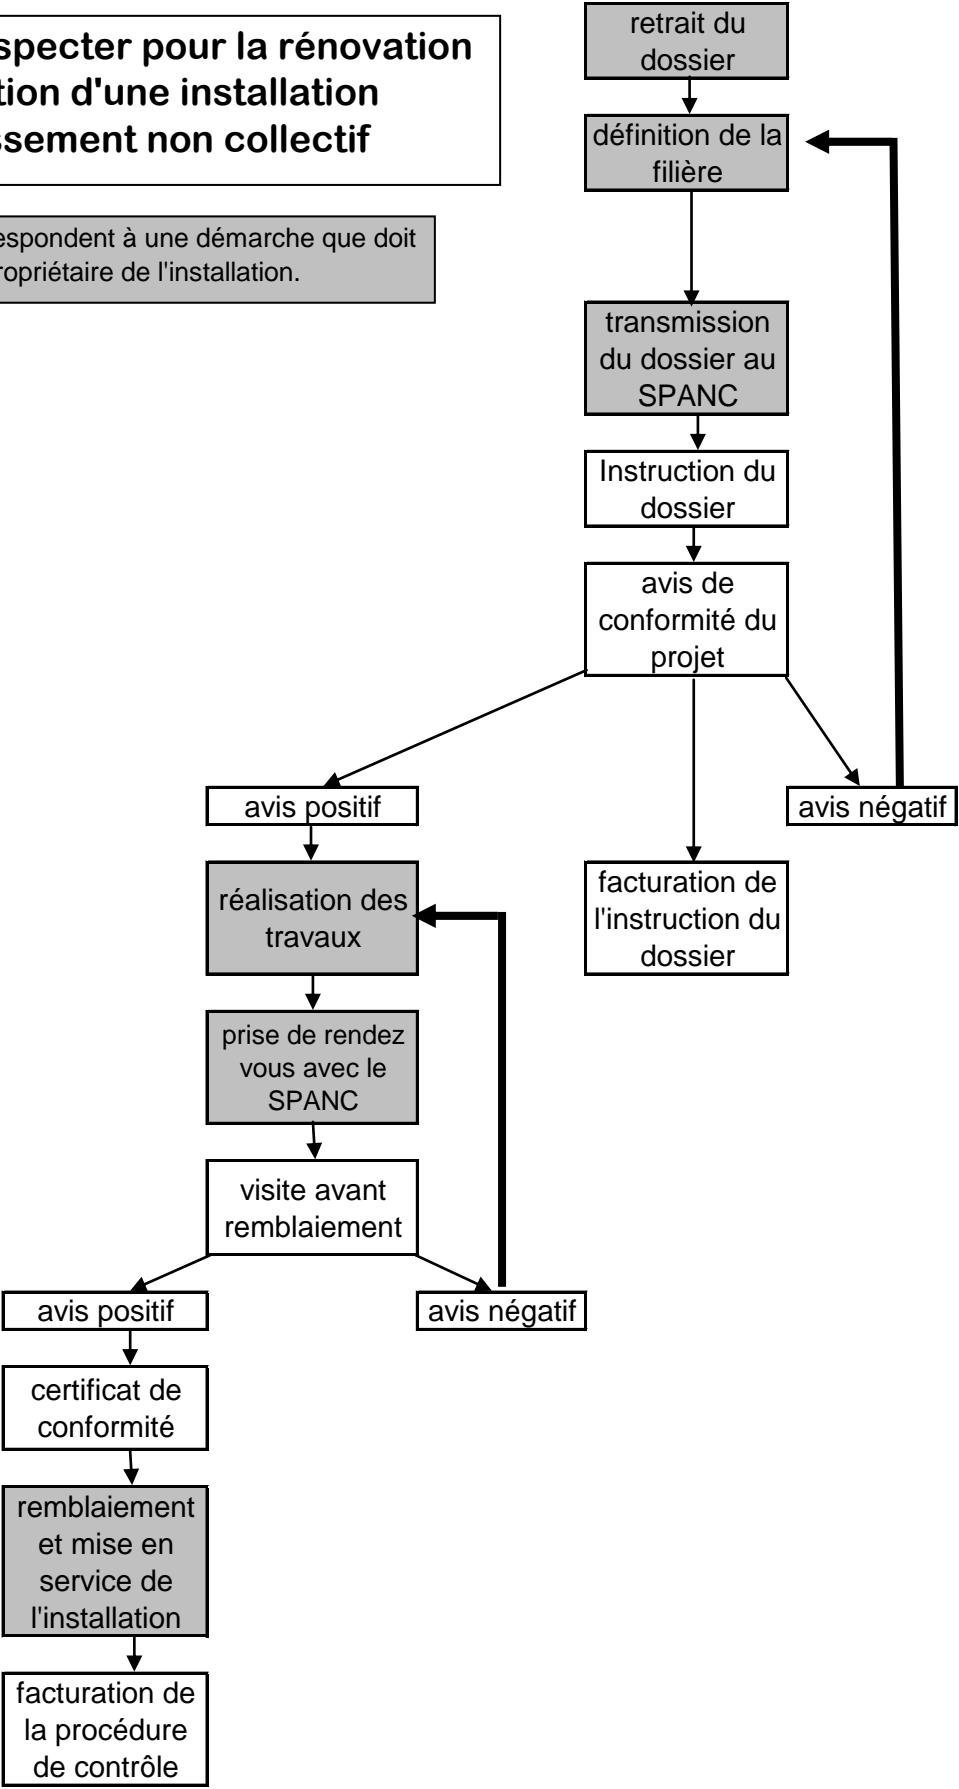 specter pour la rénovation
tion d'une installation
ssement non collectif
espondent à une démarche que doit
ropriétaire de l'installation.
retrait du
dossier
définition de la
filière
transmission
du dossier au
SPANC
Instruction du
dossier
avis de
conformité du
projet
avis positif
avis négatif
réalisation des
travaux
facturation de
l'instruction du
dossier
prise de rendez
vous avec le
SPANC
visite avant
remblaiement
avis positif
avis négatif
certificat de
conformité
remblaiement
et mise en
service de
l'installation
facturation de
la procédure
de contrôle